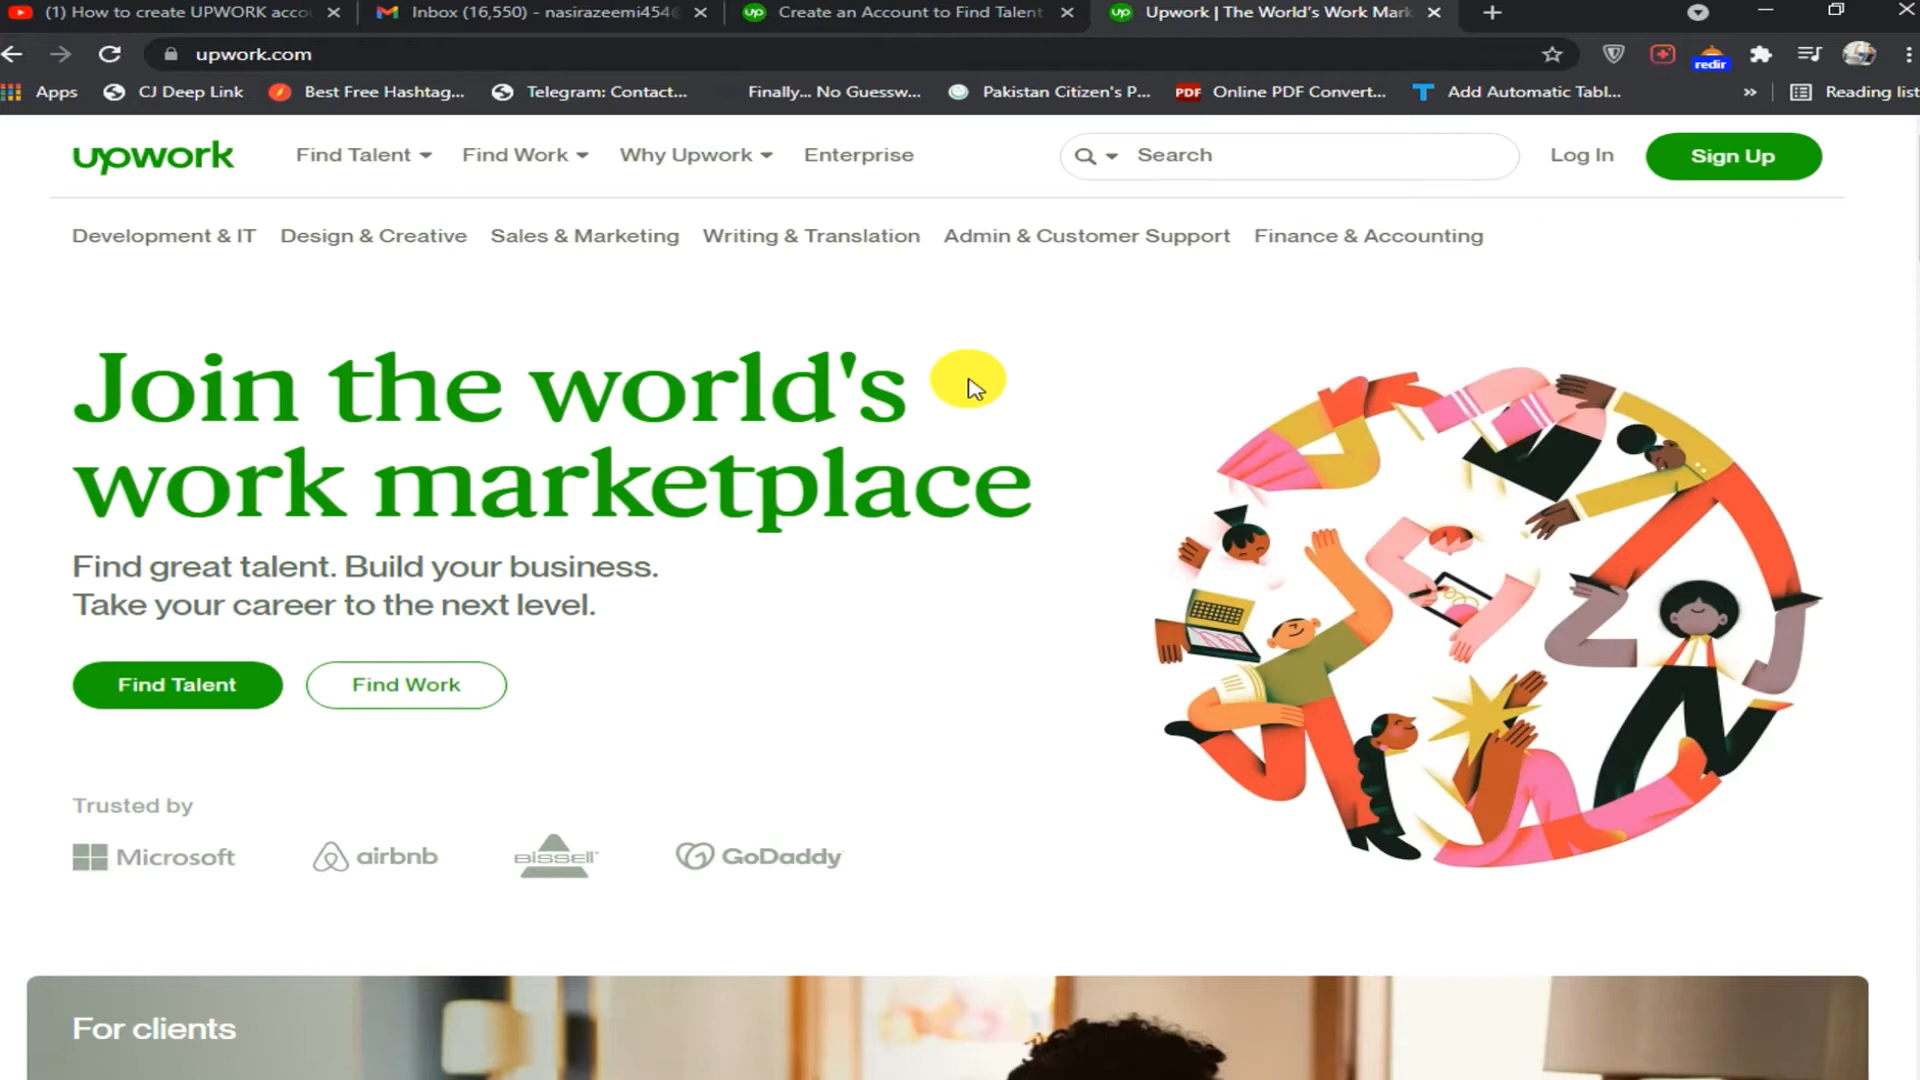 (1) How to create UPWORK acco
Inbox (16,550) - nasirazeemi454
Create an Account to Find Talent
Upwork | The World's Work Mark
upwork.com
redir
Apps
CJ Deep Link
Best Free Hashtag...
Telegram: Contact...
Finally... No Guessw...
Pakistan Citizen's P...
PDF
Online PDF Convert...
Add Automatic Tabl...
Reading list
upwork
Find Talent
Find Work
Why Upwork
Enterprise
Search
Log In
Sign Up
Development & IT
Design & Creative
Sales & Marketing
Writing & Translation
Admin & Customer Support
Finance & Accounting
Join the world's
work marketplace
Find great talent. Build your business.
Take your career to the next level.
Find Talent
Find Work
Trusted by
Microsoft
airbnb
BISSELL
GoDaddy
For clients